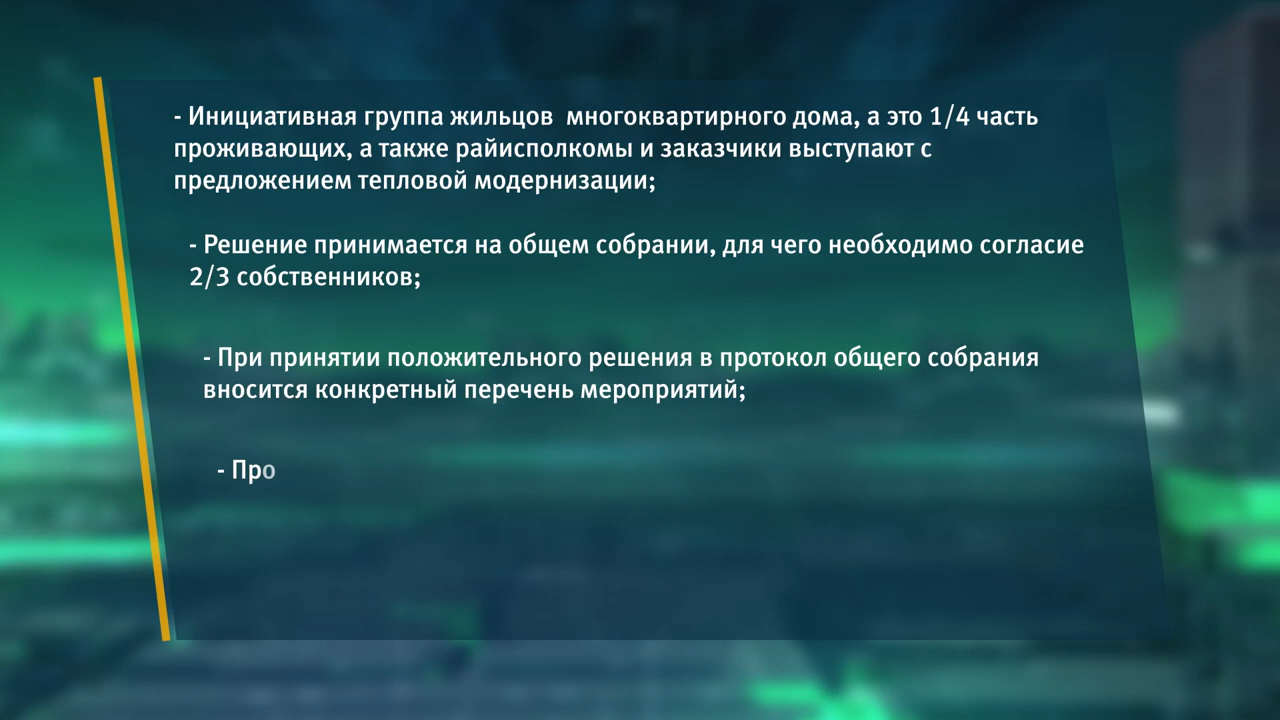 - Инициативная группа жильцов  многоквартирного дома, а это 1/4 часть
проживающих, а также райисполкомы и заказчики выступают с
предложением тепловой модернизации;
- Решение принимается на общем собрании, для чего необходимо согласие
2/3 собственников;
- При принятии положительного решения в протокол общего собрания
вносится конкретный перечень мероприятий;
- Про